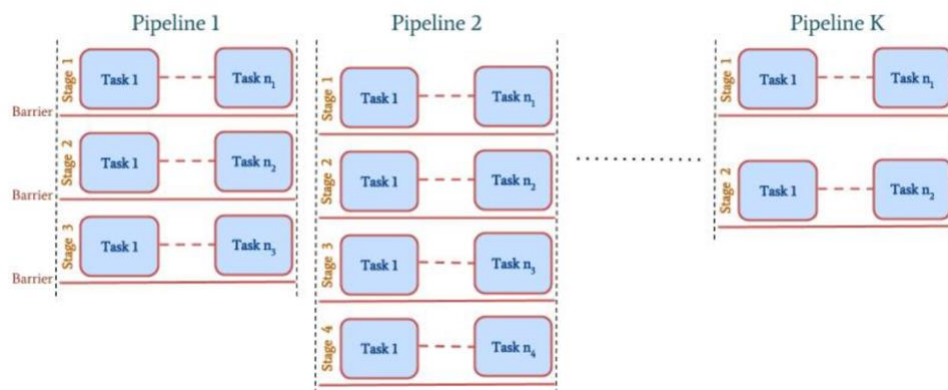 Pipeline 1
Stage 1
Task 1
Task n₁
Barrier
Stage 2
Task 1
Task n₂
Barrier
Stage 3
Task 1
Task n₃
Barrier
Pipeline 2
Stage 1
Task 1
Task n₁
Stage 2
Task 1
Task n₂
Stage 3
Task 1
Task n₃
Stage 4
Task 1
Task n₄
Pipeline K
Stage 1
Task 1
Task n₁
Stage 2
Task 1
Task n₂